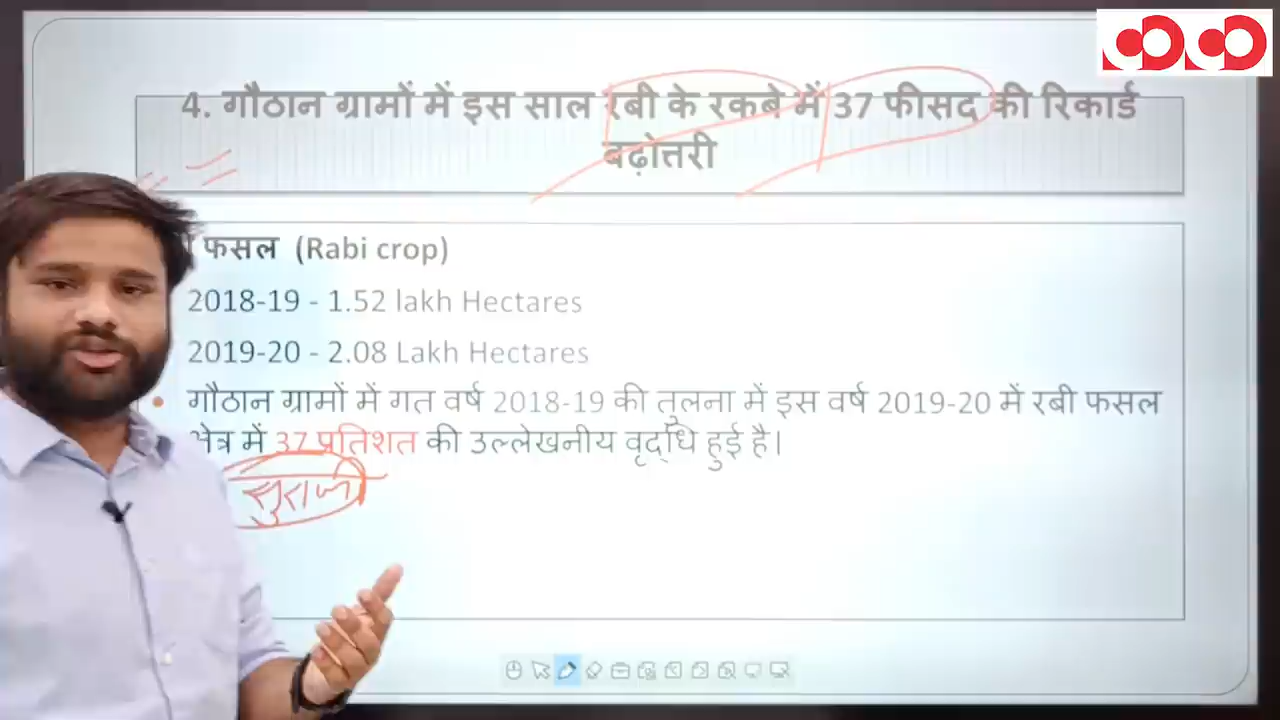 4. गौठान ग्रामों में इस साल रबी के रकबे में 37 फीसद की रिकार्ड
बढ़ोत्तरी
फसल (Rabi crop)
2018-19 - 1.52 lakh Hectares
2019-20 - 2.08 Lakh Hectares
गौठान ग्रामों में गत वर्ष 2018-19 की तुलना में इस वर्ष 2019-20 में रबी फसल
क्षेत्र में 37 प्रतिशत की उल्लेखनीय वृद्धि हुई है।